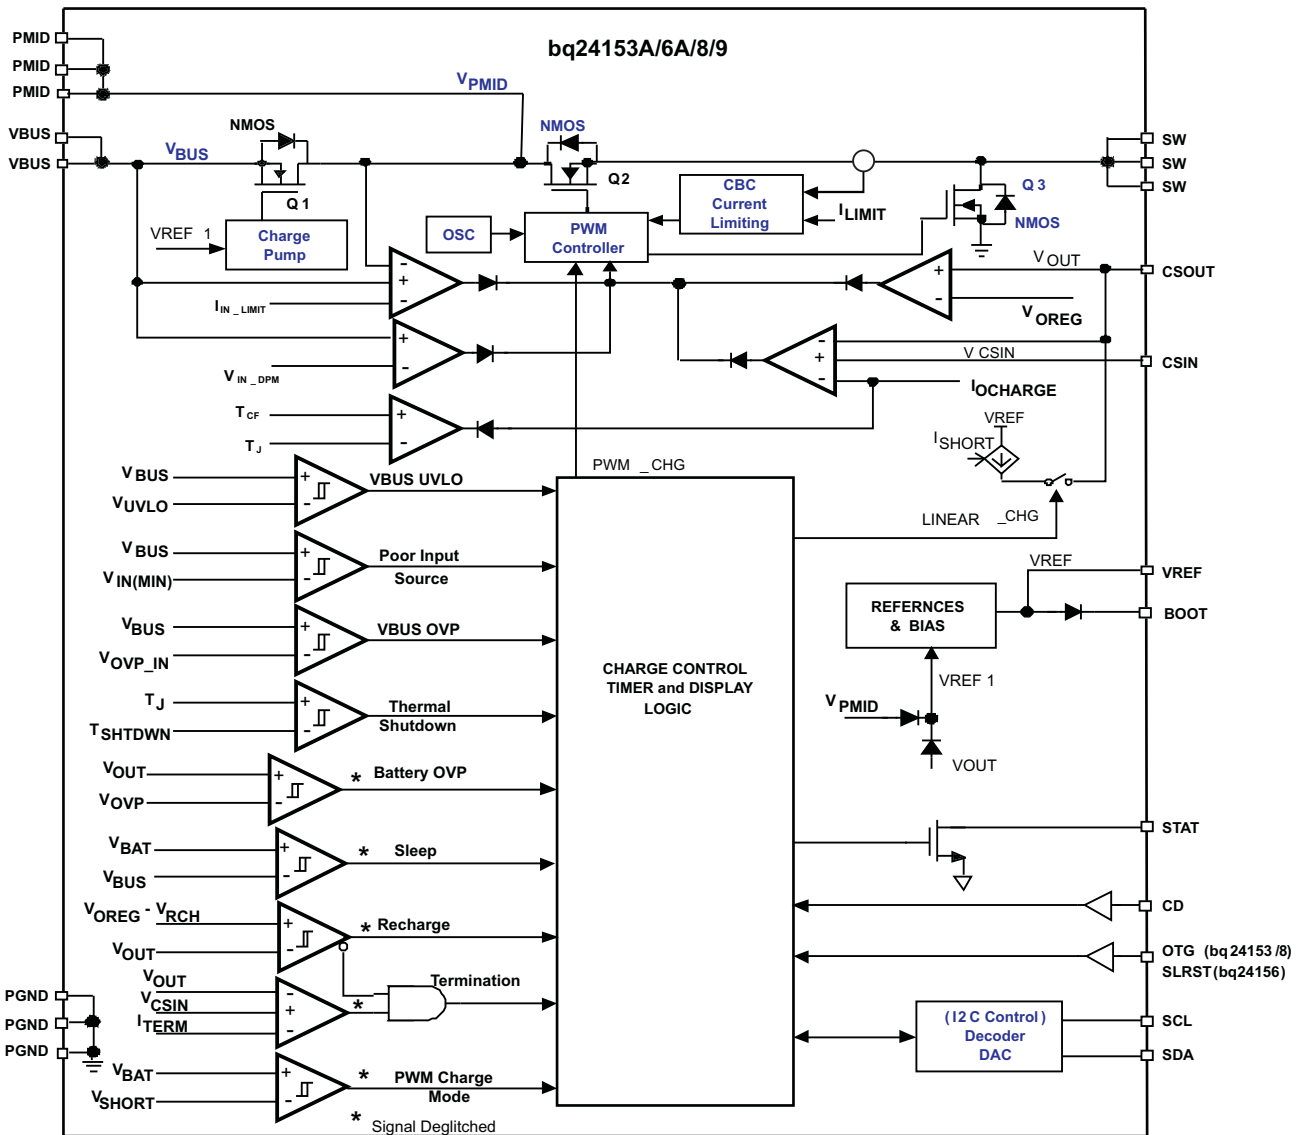 bq24153A/6A/8/9
PMID
PMID
PMID
VBUS
VBUS
VPMID
VBUS
NMOS
Q1
VREF 1
Charge
Pump
NMOS
Q2
OSC
PWM
Controller
CBC
Current
Limiting
ILIMIT
Q3
NMOS
SW
SW
SW
+
-
VOUT
VOREG
CSOUT
-
+
-
IIN_LIMIT
+
-
VIN_DPM
-
+
-
V CSIN
IOCHARGE
CSIN
TCF
TJ
+
-
VREF
ISHORT
LINEAR _CHG
PWM _CHG
VBUS
VUVLO
+
-
VBUS UVLO
VBUS
VIN(MIN)
+
-
Poor Input
Source
VBUS
VOVP_IN
+
-
VBUS OVP
TJ
TSHTDWN
+
-
Thermal
Shutdown
VOUT
VOVP
+
-
* Battery OVP
VBAT
VBUS
+
-
* Sleep
VOREG - VRCH
VOUT
+
-
* Recharge
VOUT
VCSIN
ITERM
-
+
-
*
Termination
VBAT
VSHORT
+
-
* PWM Charge
Mode
* Signal Deglitched
PGND
PGND
PGND
CHARGE CONTROL
TIMER and DISPLAY
LOGIC
VREF
VREF
BOOT
REFERNCES
& BIAS
VREF 1
VPMID
VOUT
STAT
CD
OTG (bq24153/8)
SLRST(bq24156)
(I2C Control)
Decoder
DAC
SCL
SDA